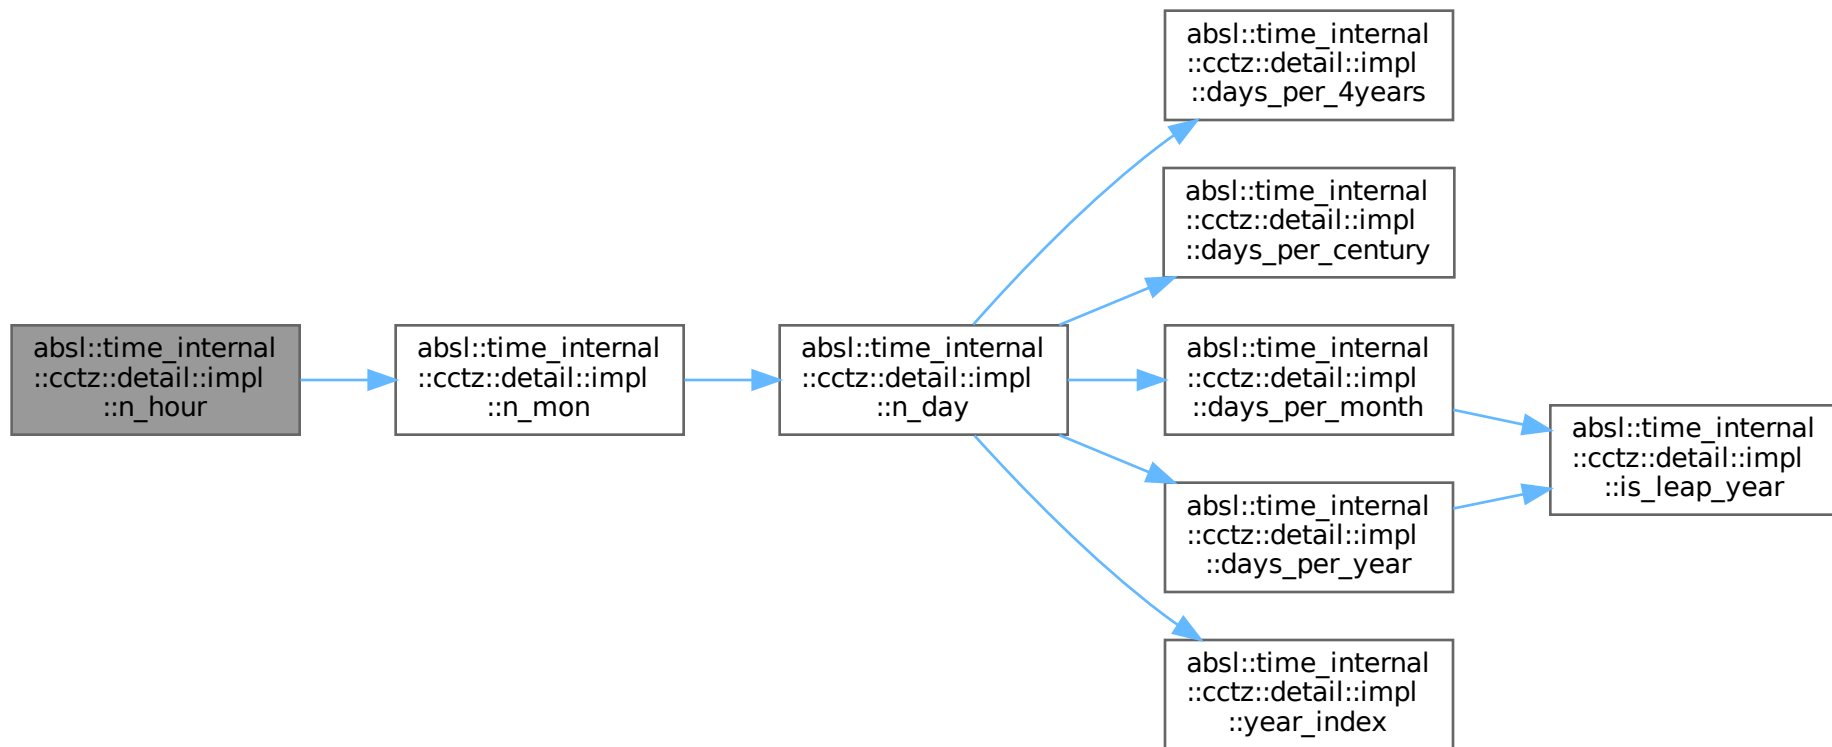 absl::time_internal
::cctz::detail::impl
::n_hour
absl::time_internal
::cctz::detail::impl
::n_mon
absl::time_internal
::cctz::detail::impl
::n_day
absl::time_internal
::cctz::detail::impl
::days_per_4years
absl::time_internal
::cctz::detail::impl
::days_per_century
absl::time_internal
::cctz::detail::impl
::days_per_month
absl::time_internal
::cctz::detail::impl
::days_per_year
absl::time_internal
::cctz::detail::impl
::year_index
absl::time_internal
::cctz::detail::impl
::is_leap_year